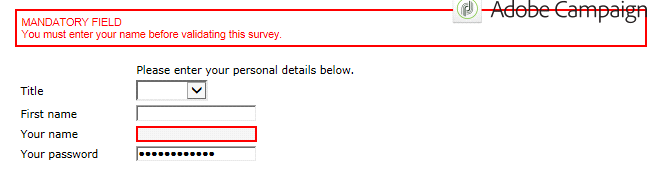 Adobe Campaign
MANDATORY FIELD
You must enter your name before validating this survey.
Please enter your personal details below.
Title
First name
Your name
Your password ••••••••••••